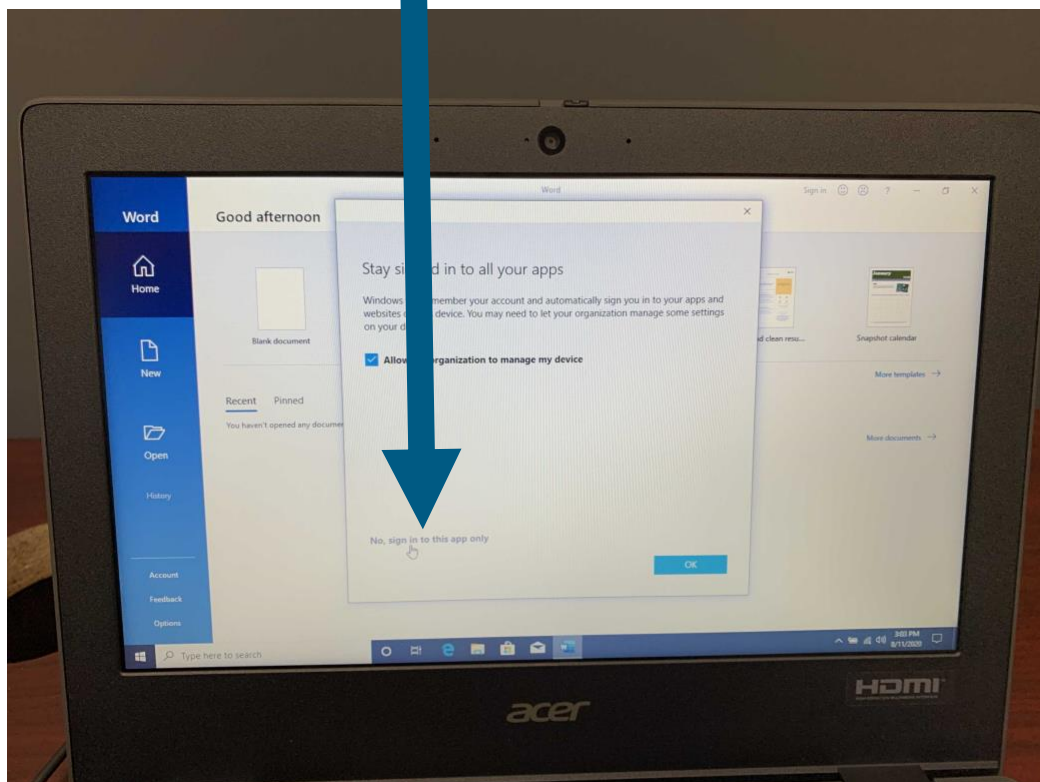 Word
Sign in
?
Word
Good afternoon
Home
New
Open
History
Account
Feedback
Options
Blank document
Recent Pinned
You haven't opened any
Stay in to all your apps
Windows your account and automatically sign you in to your apps and
websites device. You may need to let your organization manage some settings
on your
Allow organization to manage my device
No, sign in to this app only
OK
clean resu...
Snapshot calendar
More templates
More documents
Type here to search
3:03 PM
8/11/2020
HDMI
acer